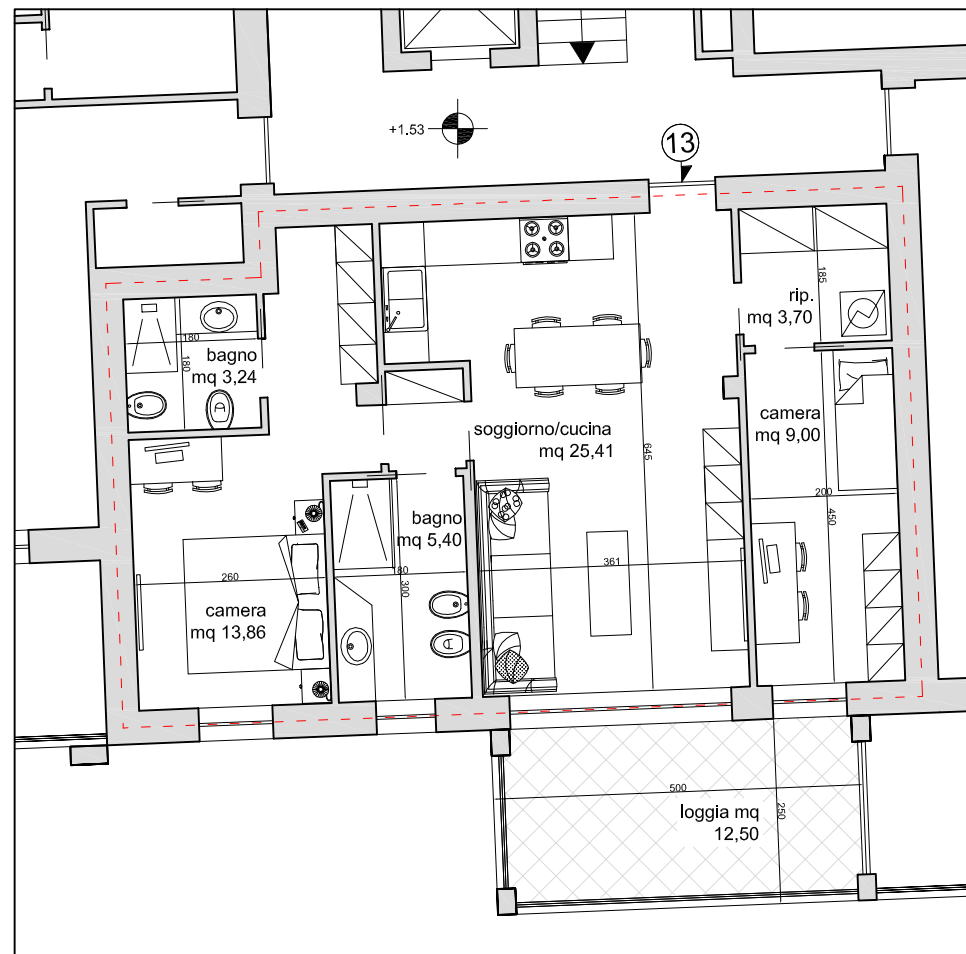 +1.53
13
185
rip.
mq 3,70
180
180
bagno
mq 3,24
soggiorno/cucina
mq 25,41
645
camera
mq 9,00
200
450
bagno
mq 5,40
80
300
361
260
camera
mq 13,86
500
250
loggia mq
12,50